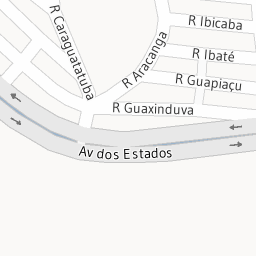 R Ibicaba
R Caraguatatuba
R Aracanga
R Ibaté
R Guapiaçu
R Guaxinduva
Av dos Estados